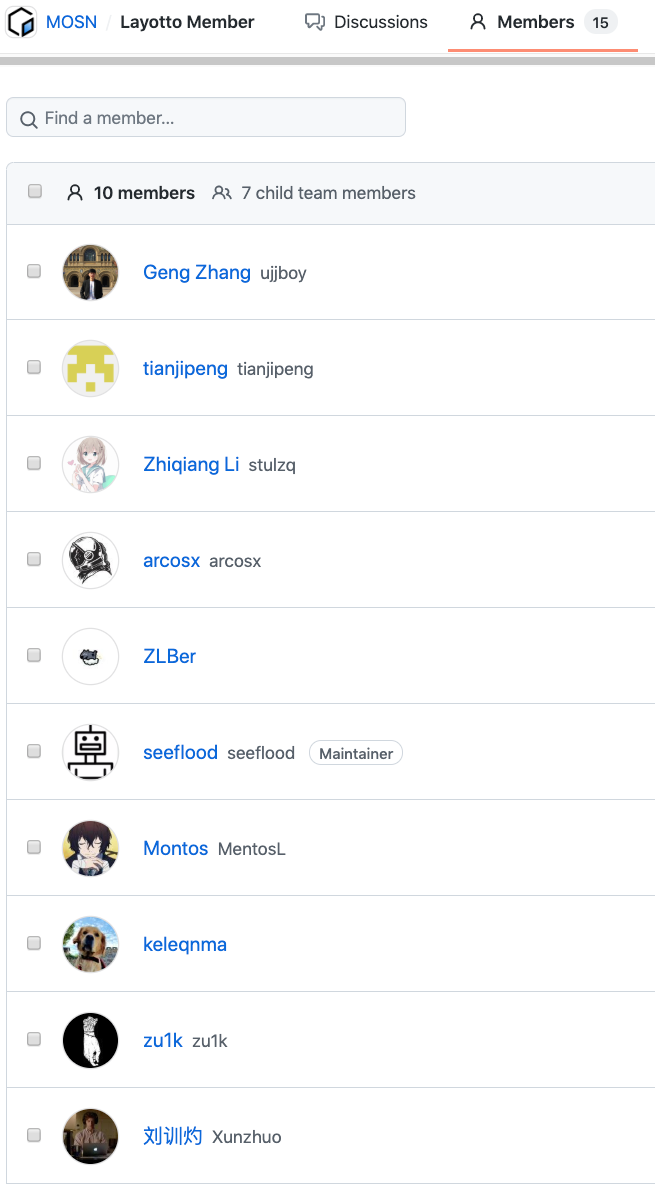 MOSN / Layotto Member Discussions Members 15
Find a member...
10 members 7 child team members
Geng Zhang ujjboy
tianjipeng tianjipeng
Zhiqiang Li stulzq
arcosx arcosx
ZLBer
seeflood seeflood Maintainer
Montos MentosL
keleqnma
zu1k zu1k
刘训灼 Xunzhuo